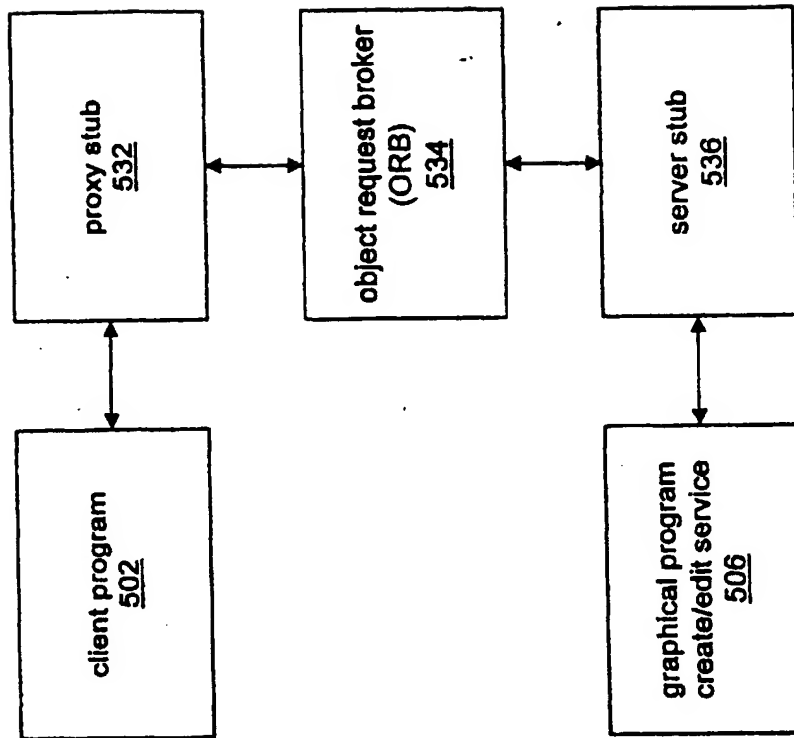 client program
502
proxy stub
532
object request broker
(ORB)
534
server stub
536
graphical program
create/edit service
506